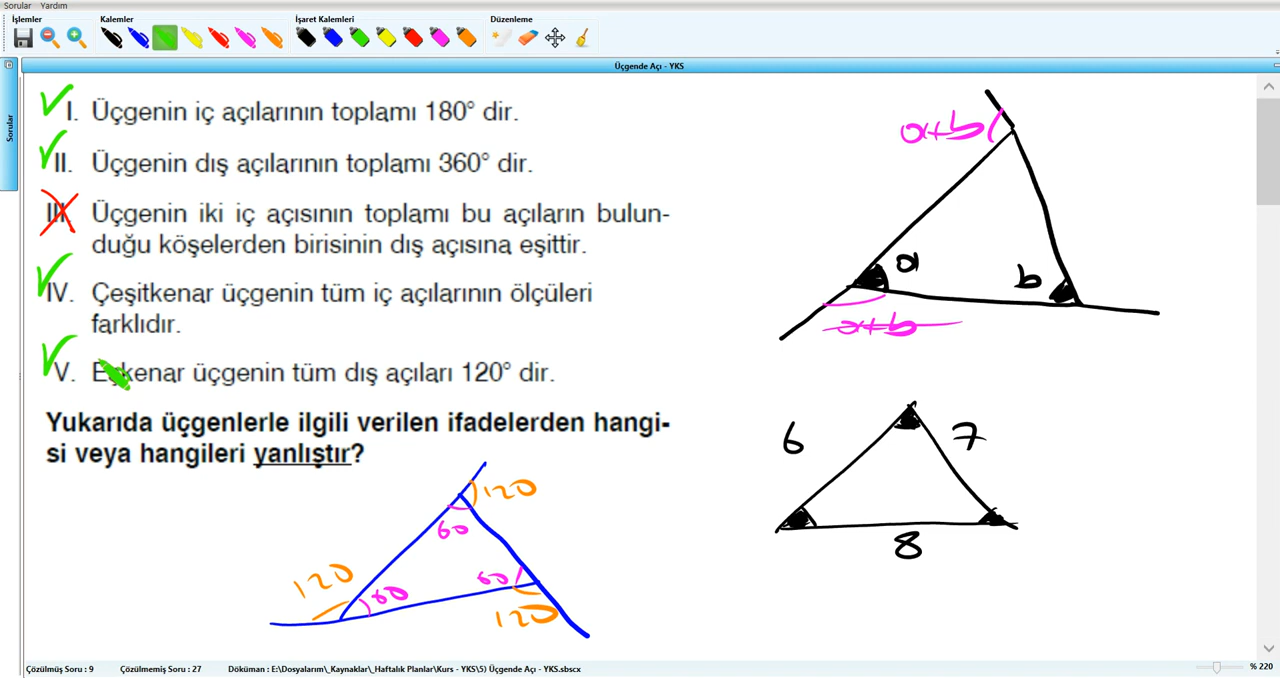 Sorular Yardım
İşlemler Kalemler İşaret Kalemleri Düzenleme
Üçgende Açı - YKS
Sorular
I. Üçgenin iç açılarının toplamı 180° dir.
II. Üçgenin dış açılarının toplamı 360° dir.
III. Üçgenin iki iç açısının toplamı bu açıların bulun-
duğu köşelerden birisinin dış açısına eşittir.
IV. Çeşitkenar üçgenin tüm iç açılarının ölçüleri
farklıdır.
V. Eşkenar üçgenin tüm dış açıları 120° dir.
Yukarıda üçgenlerle ilgili verilen ifadelerden hangi-
si veya hangileri yanlıştır?
a+b
a
b
a+b
6
7
8
120
60
120
60
60
120
Çözülmüş Soru : 9 Çözülmemiş Soru : 27 Döküman : E:\Dosyalarım\_Kaynaklar\_Haftalık Planlar\Kurs - YKS\5) Üçgende Açı - YKS.sbscx % 220